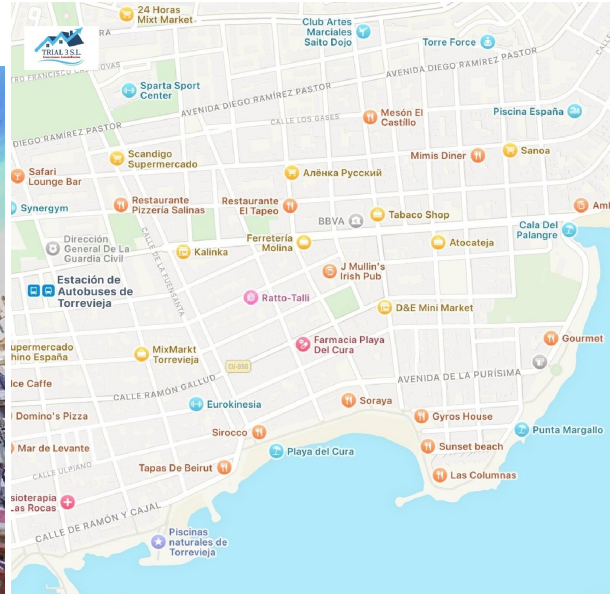 24 Horas
Mixt Market
Club Artes
Marciales
Saito Dojo
Torre Force
TRIAL 3 S.L.
AVENIDA DIEGO RAMÍREZ PASTOR
Sparta Sport
Center
AVENIDA DIEGO RAMÍREZ PASTOR
Mesón El
Castillo
Piscina España
CALLE LOS GASES
DIEGO RAMÍREZ PASTOR
Scandigo
Supermercado
Mimis Diner
Sanoa
Safari
Lounge Bar
Алёнка Русский
Synergym
Restaurante
Pizzería Salinas
Restaurante
El Tapeo
BBVA
Tabaco Shop
Cala Del
Palangre
Dirección
General De La
Guardia Civil
CALLE DE LA FUENSANTA
Kalinka
Ferretería
Molina
Atocateja
J Mullin's
Irish Pub
Estación de
Autobuses de
Torrevieja
Ratto-Talli
D&E Mini Market
upermercado
hino España
MixMarkt
Torrevieja
Farmacia Playa
Del Cura
Gourmet
CV-898
AVENIDA DE LA PURÍSIMA
ice Caffe
CALLE RAMÓN GALLUD
Eurokinesia
Soraya
Domino's Pizza
Gyros House
Sirocco
Punta Margallo
Mar de Levante
Playa del Cura
Sunset beach
CALLE ULPIANO
Tapas De Beirut
Las Columnas
sioterapia
Las Rocas
CALLE DE RAMÓN Y CAJAL
Piscinas
naturales de
Torrevieja